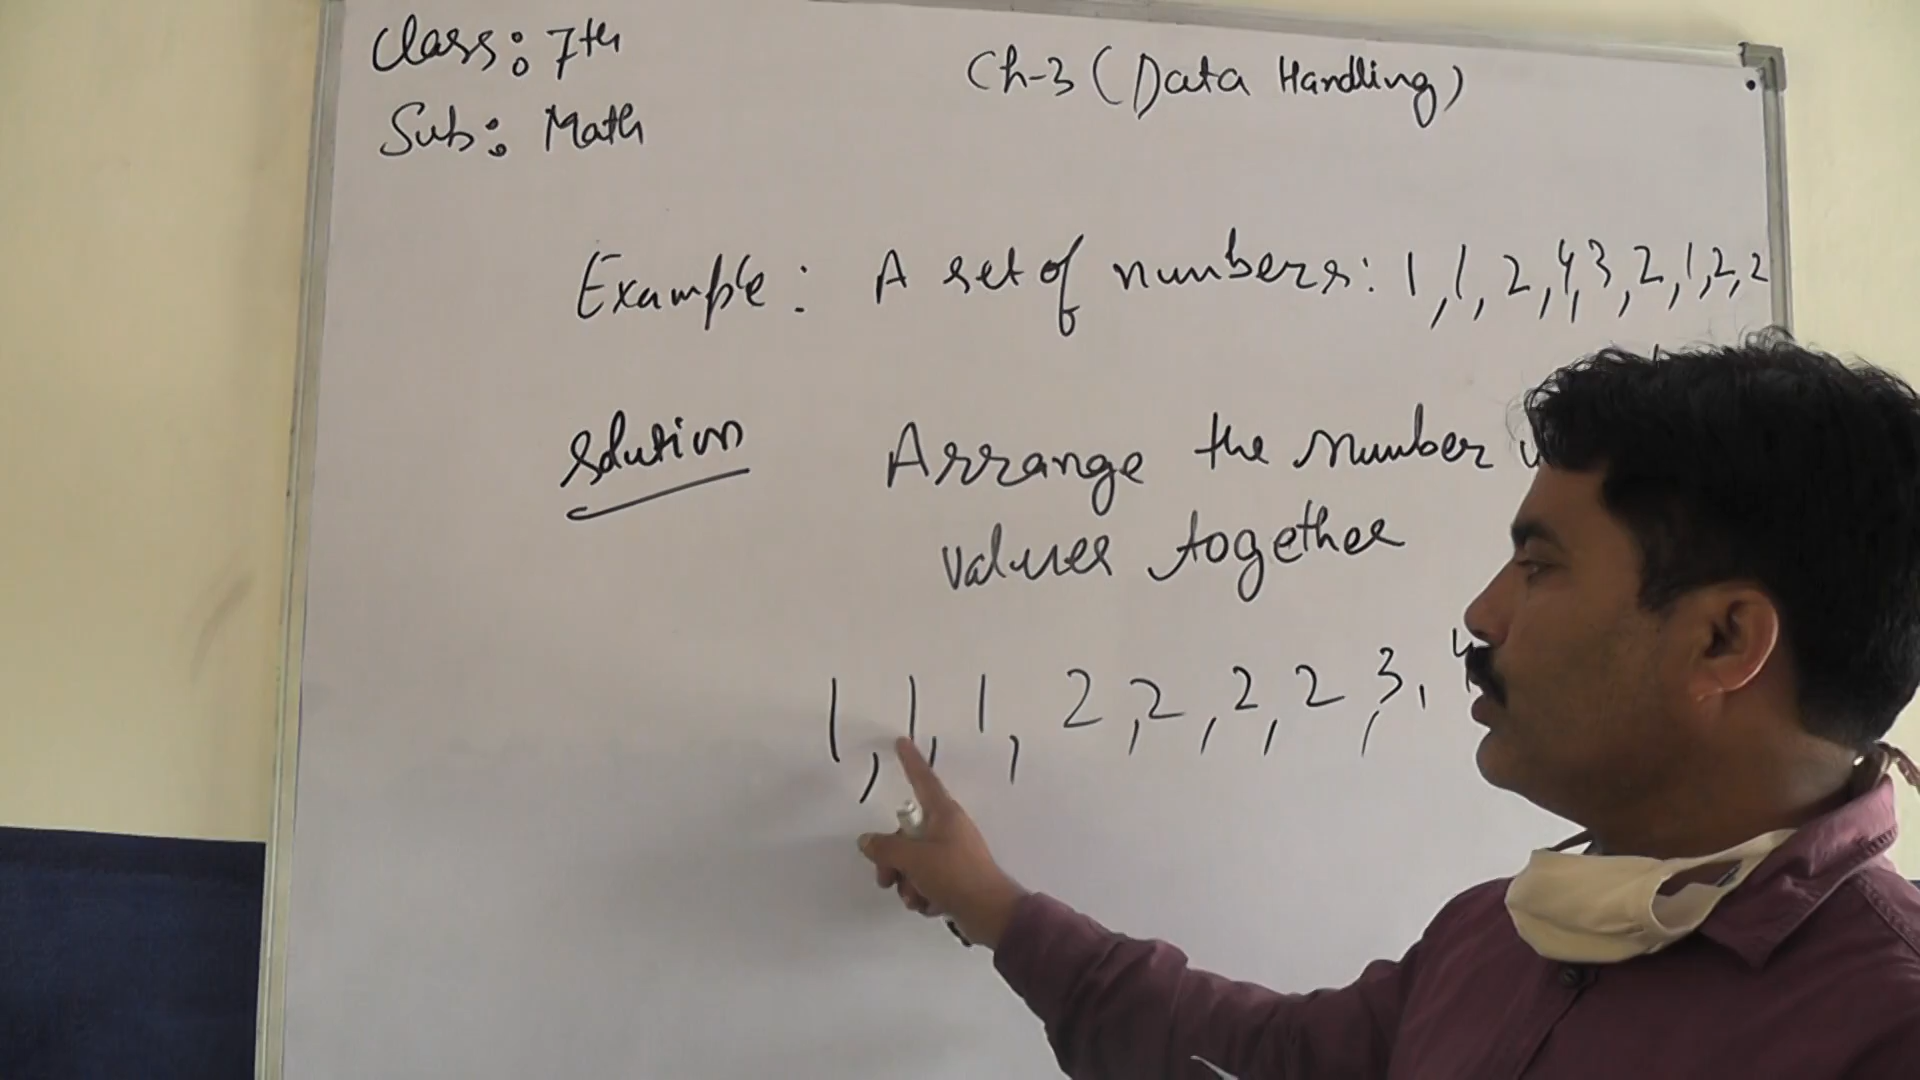 Class: 7th
Ch-3 (Data Handling)
Sub: Math
Example: A set of numbers: 1, 1, 2, 4, 3, 2, 1, 2, 2
Solution Arrange the number
values together
1, 1, 1, 2, 2, 2, 2, 3, 4